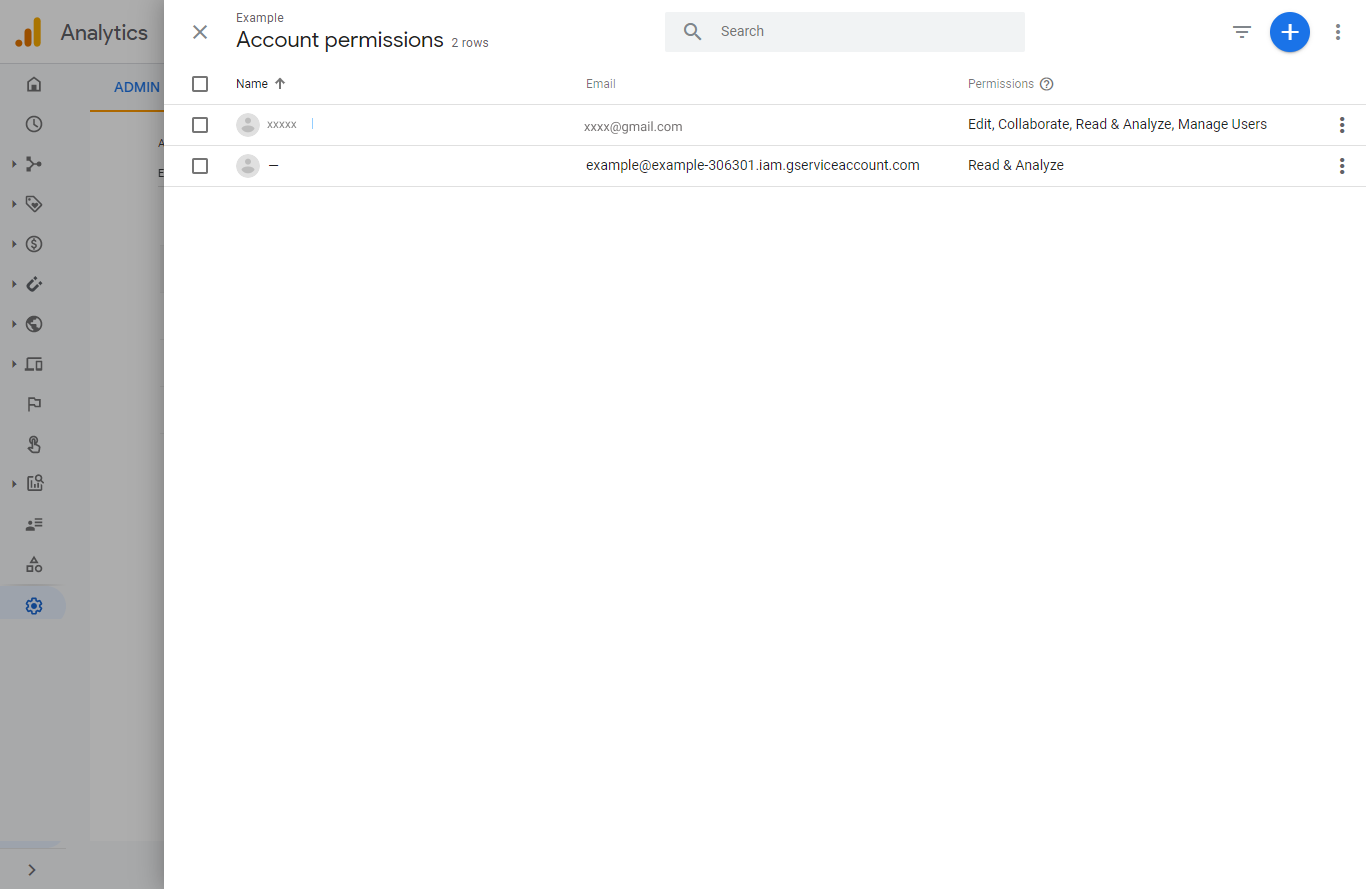 Analytics
Example
Account permissions 2 rows
Search
ADMIN
Name
Email
Permissions
xxxxx
xxxx@gmail.com
Edit, Collaborate, Read & Analyze, Manage Users
—
example@example-306301.iam.gserviceaccount.com
Read & Analyze